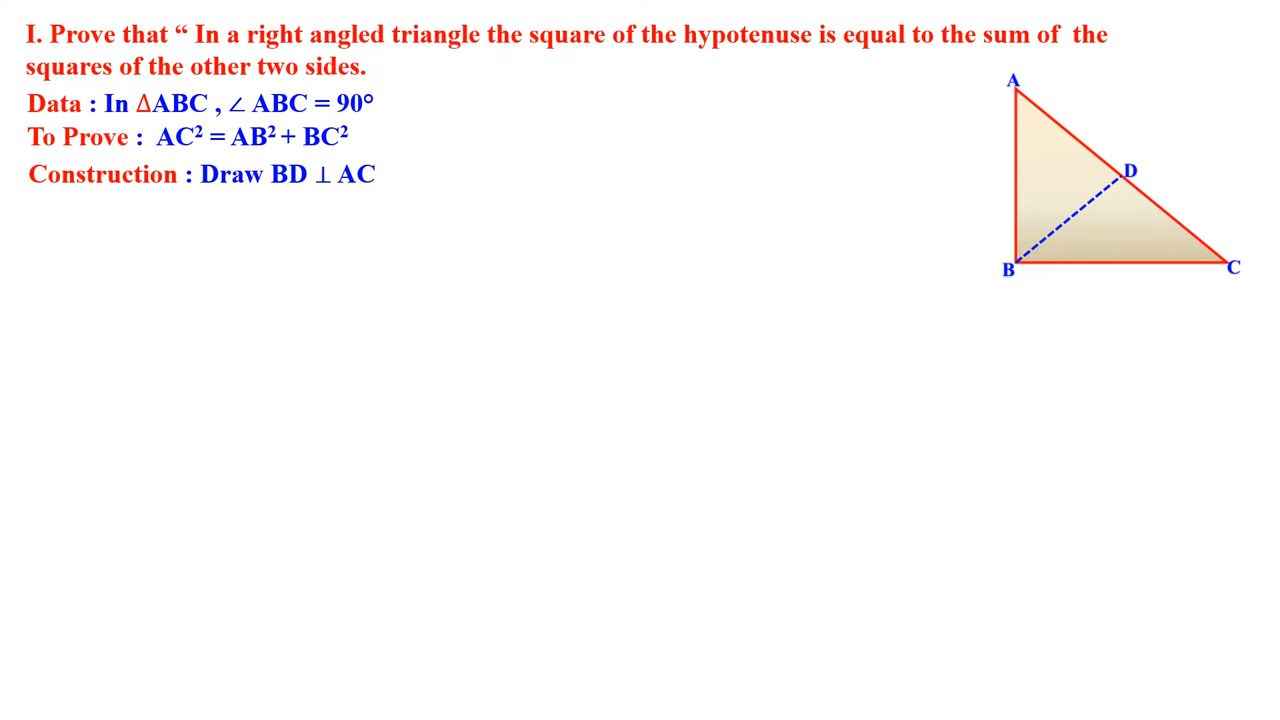 I. Prove that “ In a right angled triangle the square of the hypotenuse is equal to the sum of the
squares of the other two sides.
Data : In ΔABC , ∠ ABC = 90°
To Prove : AC² = AB² + BC²
Construction : Draw BD ⊥ AC
A
D
B
C